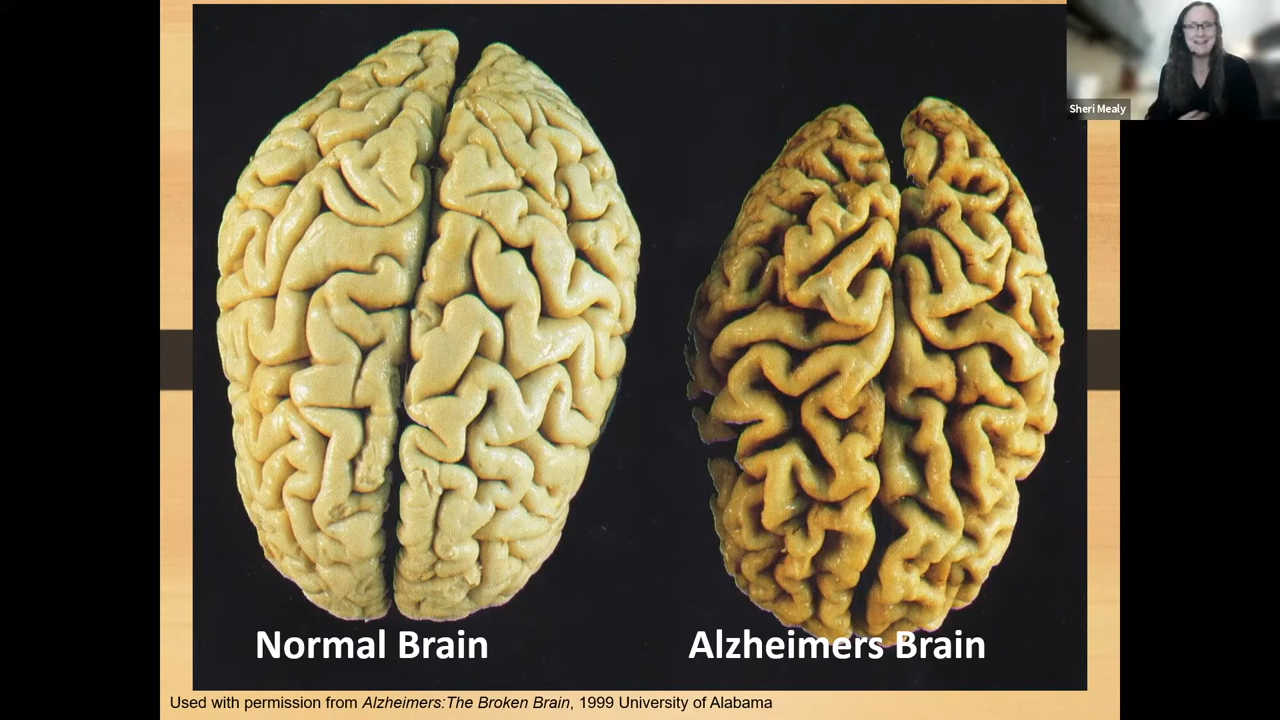 Sheri Mealy
Normal Brain
Alzheimers Brain
Used with permission from Alzheimers:The Broken Brain, 1999 University of Alabama